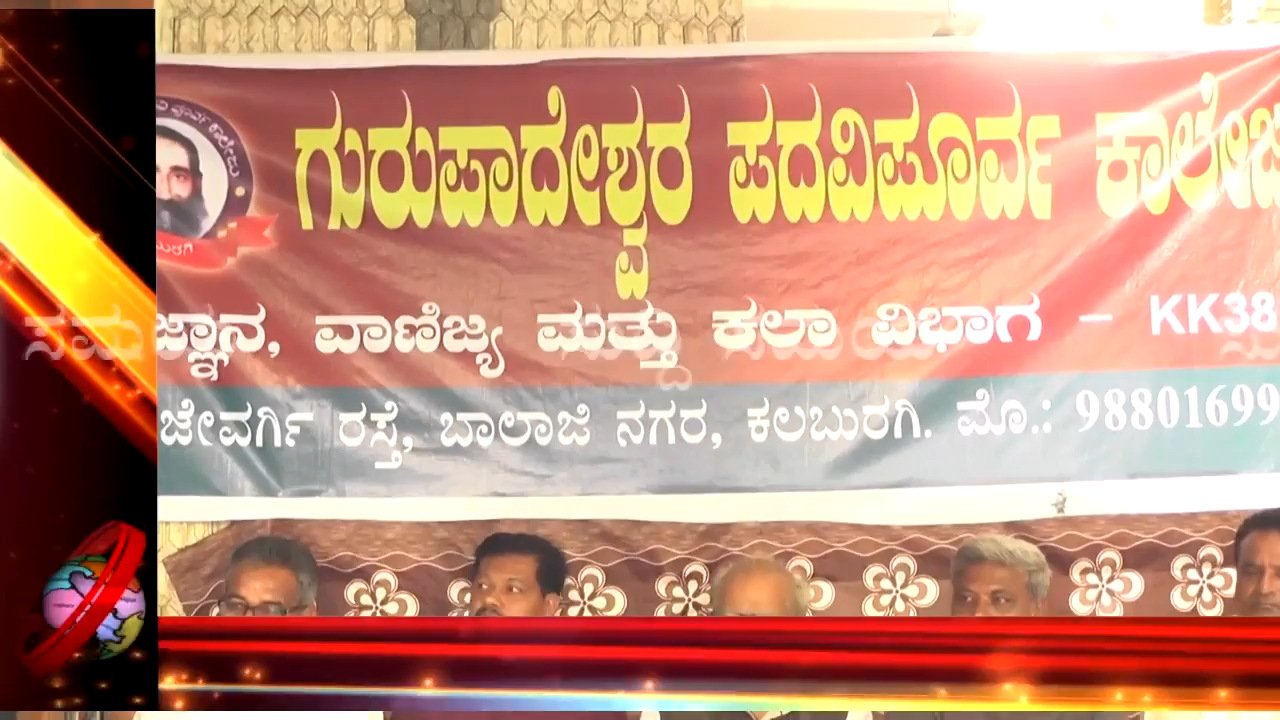 ಗುರುಪಾದೇಶ್ವರ ಪದವಿಪೂರ್ವ ಕಾಲೇಜು
ಜ್ಞಾನ, ವಾಣಿಜ್ಯ ಮತ್ತು ಕಲಾ ವಿಭಾಗ – KK38
ಜೇವರ್ಗಿ ರಸ್ತೆ, ಬಾಲಾಜಿ ನಗರ, ಕಲಬುರಗಿ. ಮೊ.: 98801699